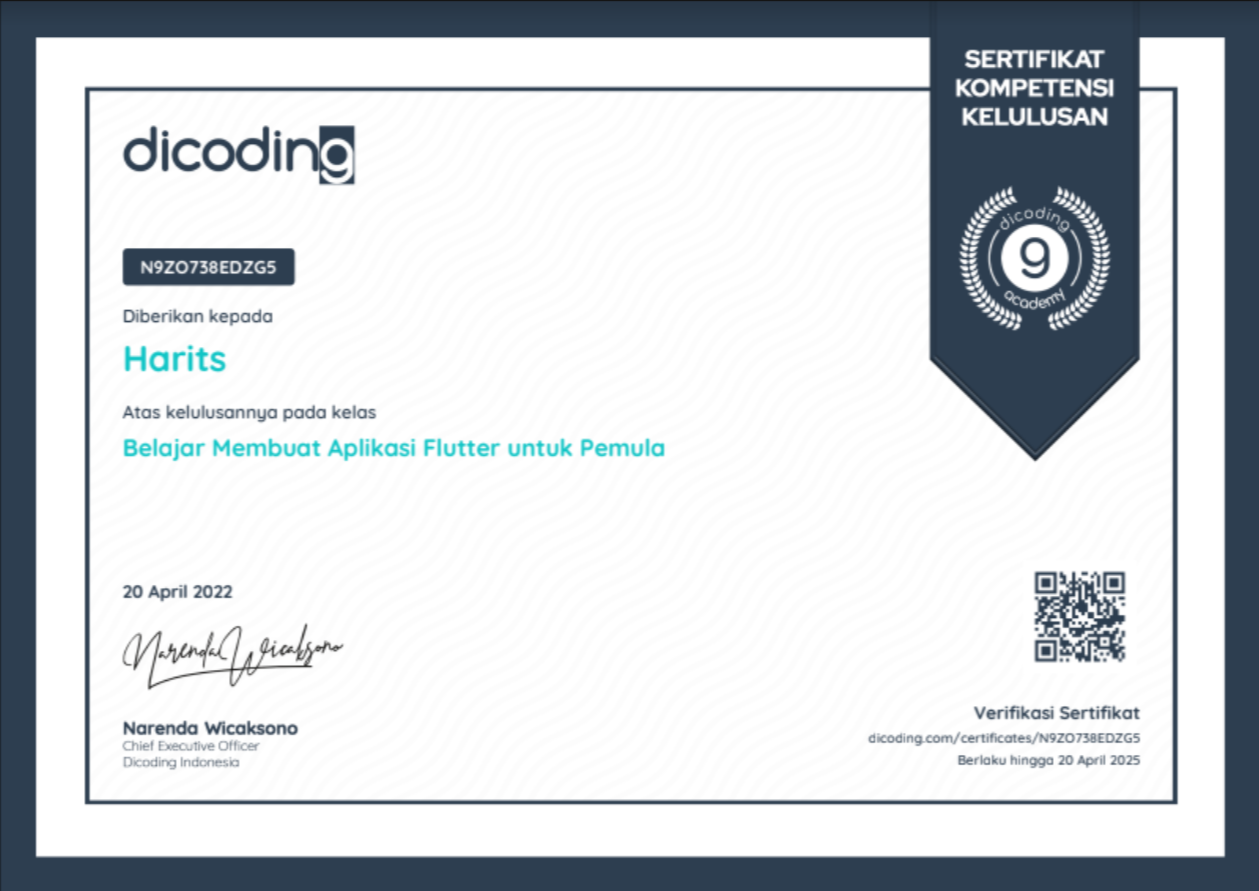 SERTIFIKAT
KOMPETENSI
KELULUSAN
dicoding
dicoding
9
academy
N9ZO738EDZG5
Diberikan kepada
Harits
Atas kelulusannya pada kelas
Belajar Membuat Aplikasi Flutter untuk Pemula
20 April 2022
Narenda Wicaksono
Narenda Wicaksono
Chief Executive Officer
Dicoding Indonesia
Verifikasi Sertifikat
dicoding.com/certificates/N9ZO738EDZG5
Berlaku hingga 20 April 2025